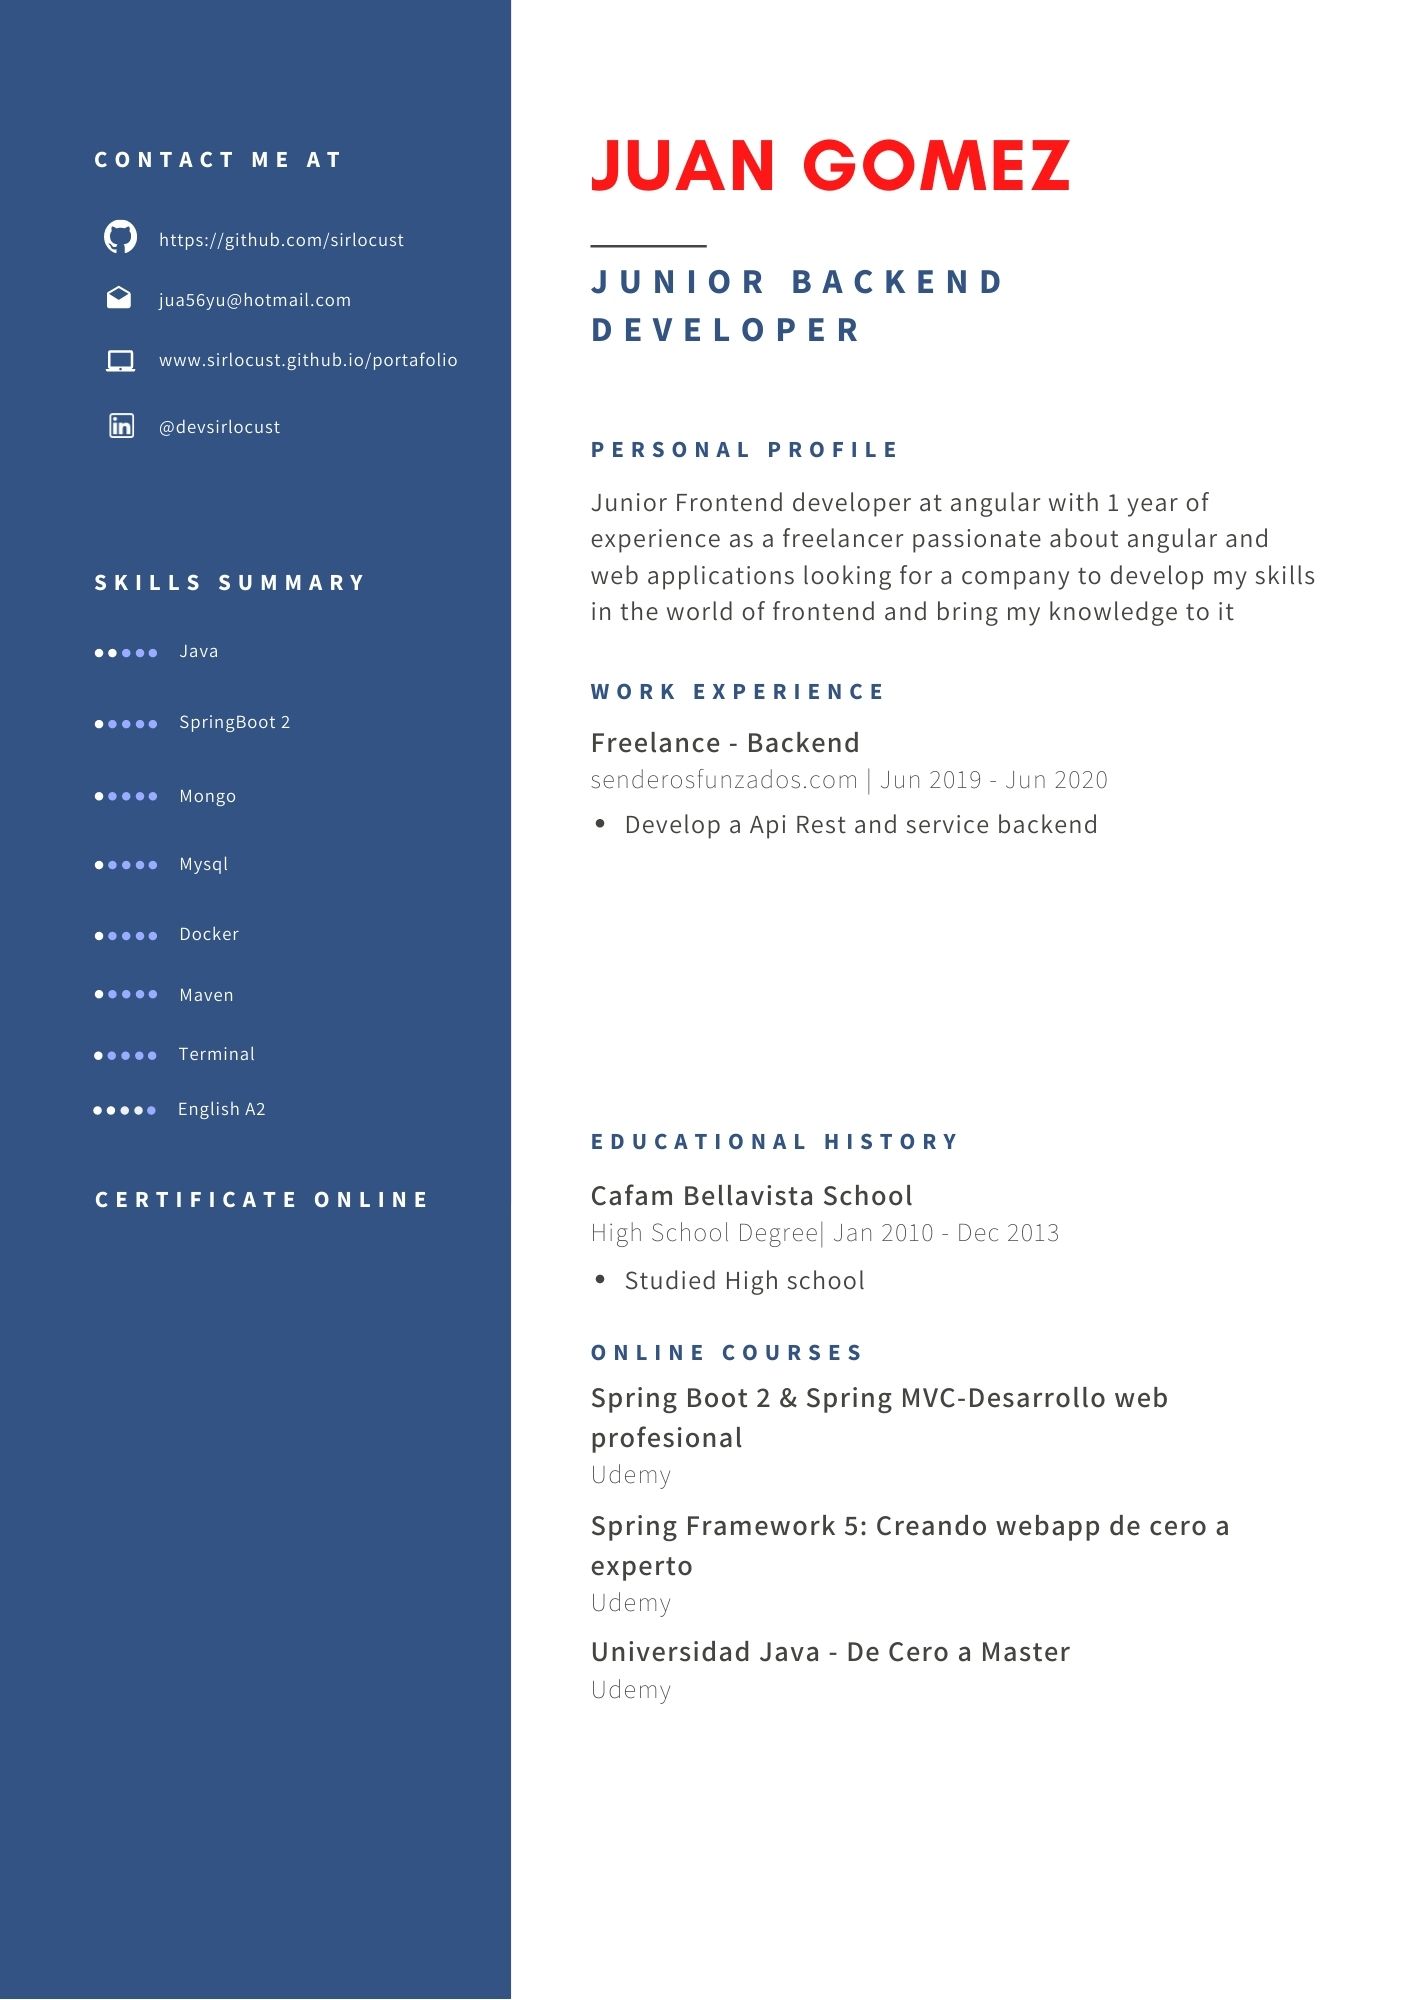 CONTACT ME AT
https://github.com/sirlocust
jua56yu@hotmail.com
www.sirlocust.github.io/portafolio
@devsirlocust
SKILLS SUMMARY
Java
SpringBoot 2
Mongo
Mysql
Docker
Maven
Terminal
English A2
CERTIFICATE ONLINE
JUAN GOMEZ
JUNIOR BACKEND
DEVELOPER
PERSONAL PROFILE
Junior Frontend developer at angular with 1 year of
experience as a freelancer passionate about angular and
web applications looking for a company to develop my skills
in the world of frontend and bring my knowledge to it
WORK EXPERIENCE
Freelance - Backend
senderosfunzados.com | Jun 2019 - Jun 2020
• Develop a Api Rest and service backend
EDUCATIONAL HISTORY
Cafam Bellavista School
High School Degree| Jan 2010 - Dec 2013
• Studied High school
ONLINE COURSES
Spring Boot 2 & Spring MVC-Desarrollo web
profesional
Udemy
Spring Framework 5: Creando webapp de cero a
experto
Udemy
Universidad Java - De Cero a Master
Udemy